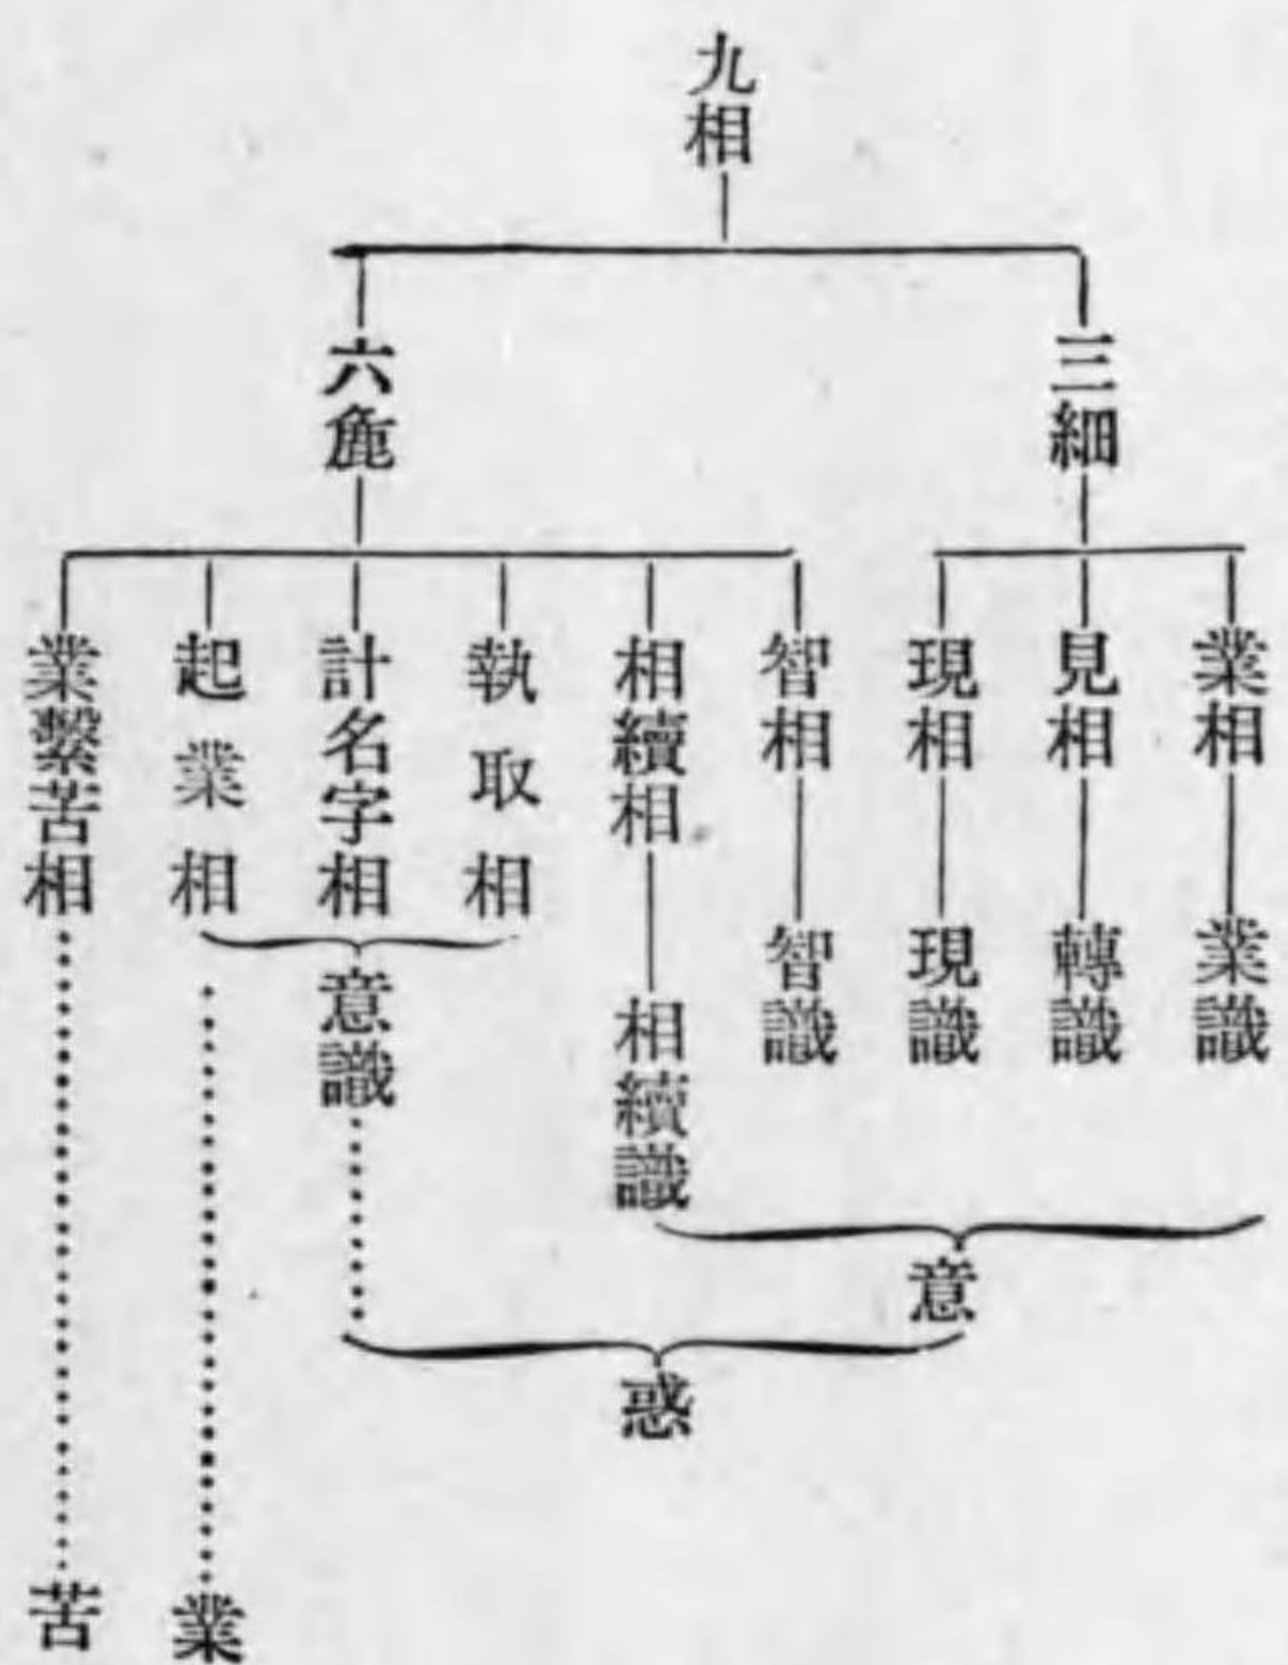 九相
三細
六麁
業相
見相
現相
智相
相續相
執取相
計名字相
起業相
業繫苦相
業識
轉識
現識
智識
相續識
意識
意
惑
業
苦